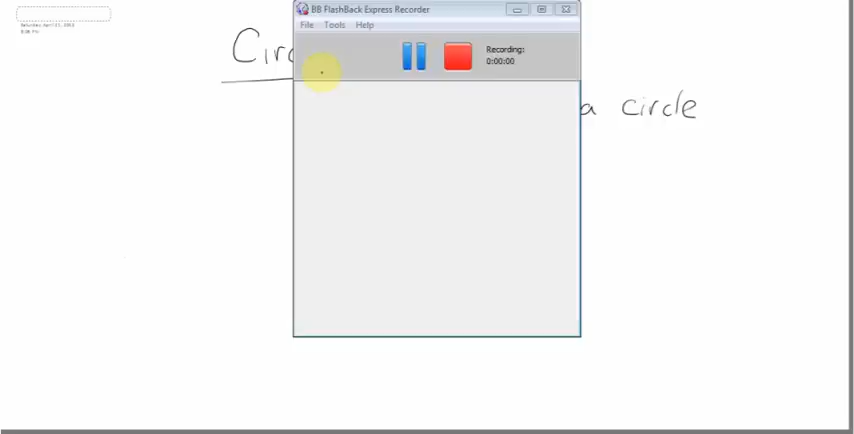 BB FlashBack Express Recorder
File Tools Help
Recording:
0:00:00
Circ
a circle